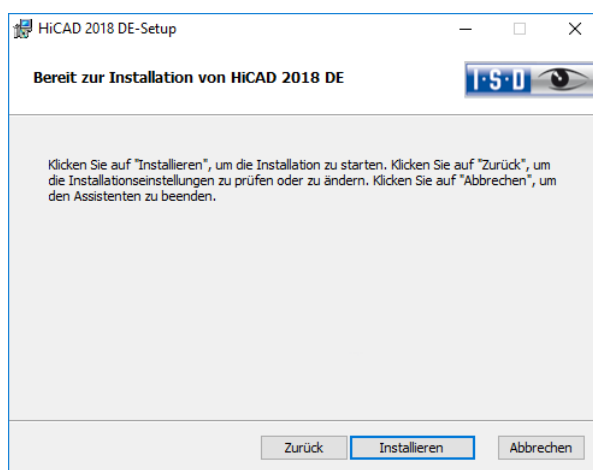 HiCAD 2018 DE-Setup
Bereit zur Installation von HiCAD 2018 DE
I·S·D
Klicken Sie auf "Installieren", um die Installation zu starten. Klicken Sie auf "Zurück", um
die Installationseinstellungen zu prüfen oder zu ändern. Klicken Sie auf "Abbrechen", um
den Assistenten zu beenden.
Zurück Installieren Abbrechen